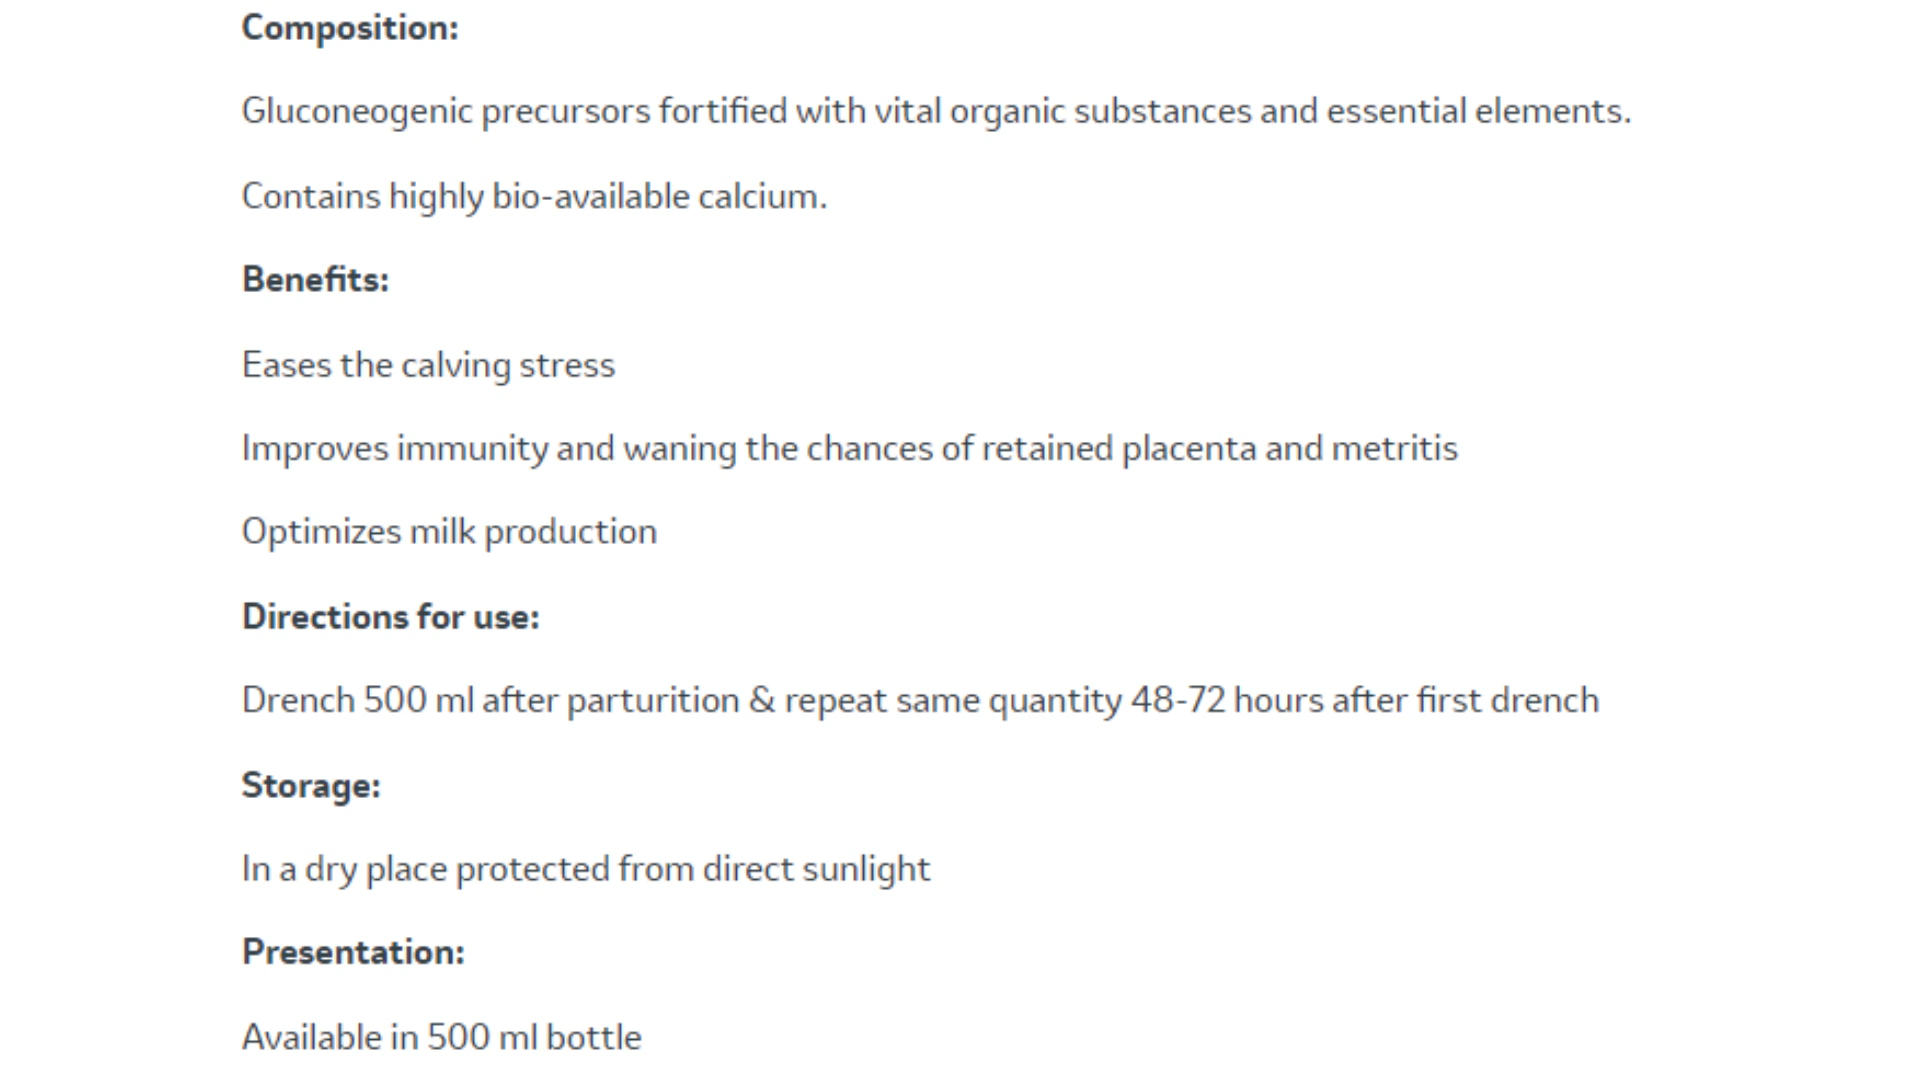 Composition:
Gluconeogenic precursors fortified with vital organic substances and essential elements.
Contains highly bio-available calcium.
Benefits:
Eases the calving stress
Improves immunity and waning the chances of retained placenta and metritis
Optimizes milk production
Directions for use:
Drench 500 ml after parturition & repeat same quantity 48-72 hours after first drench
Storage:
In a dry place protected from direct sunlight
Presentation:
Available in 500 ml bottle